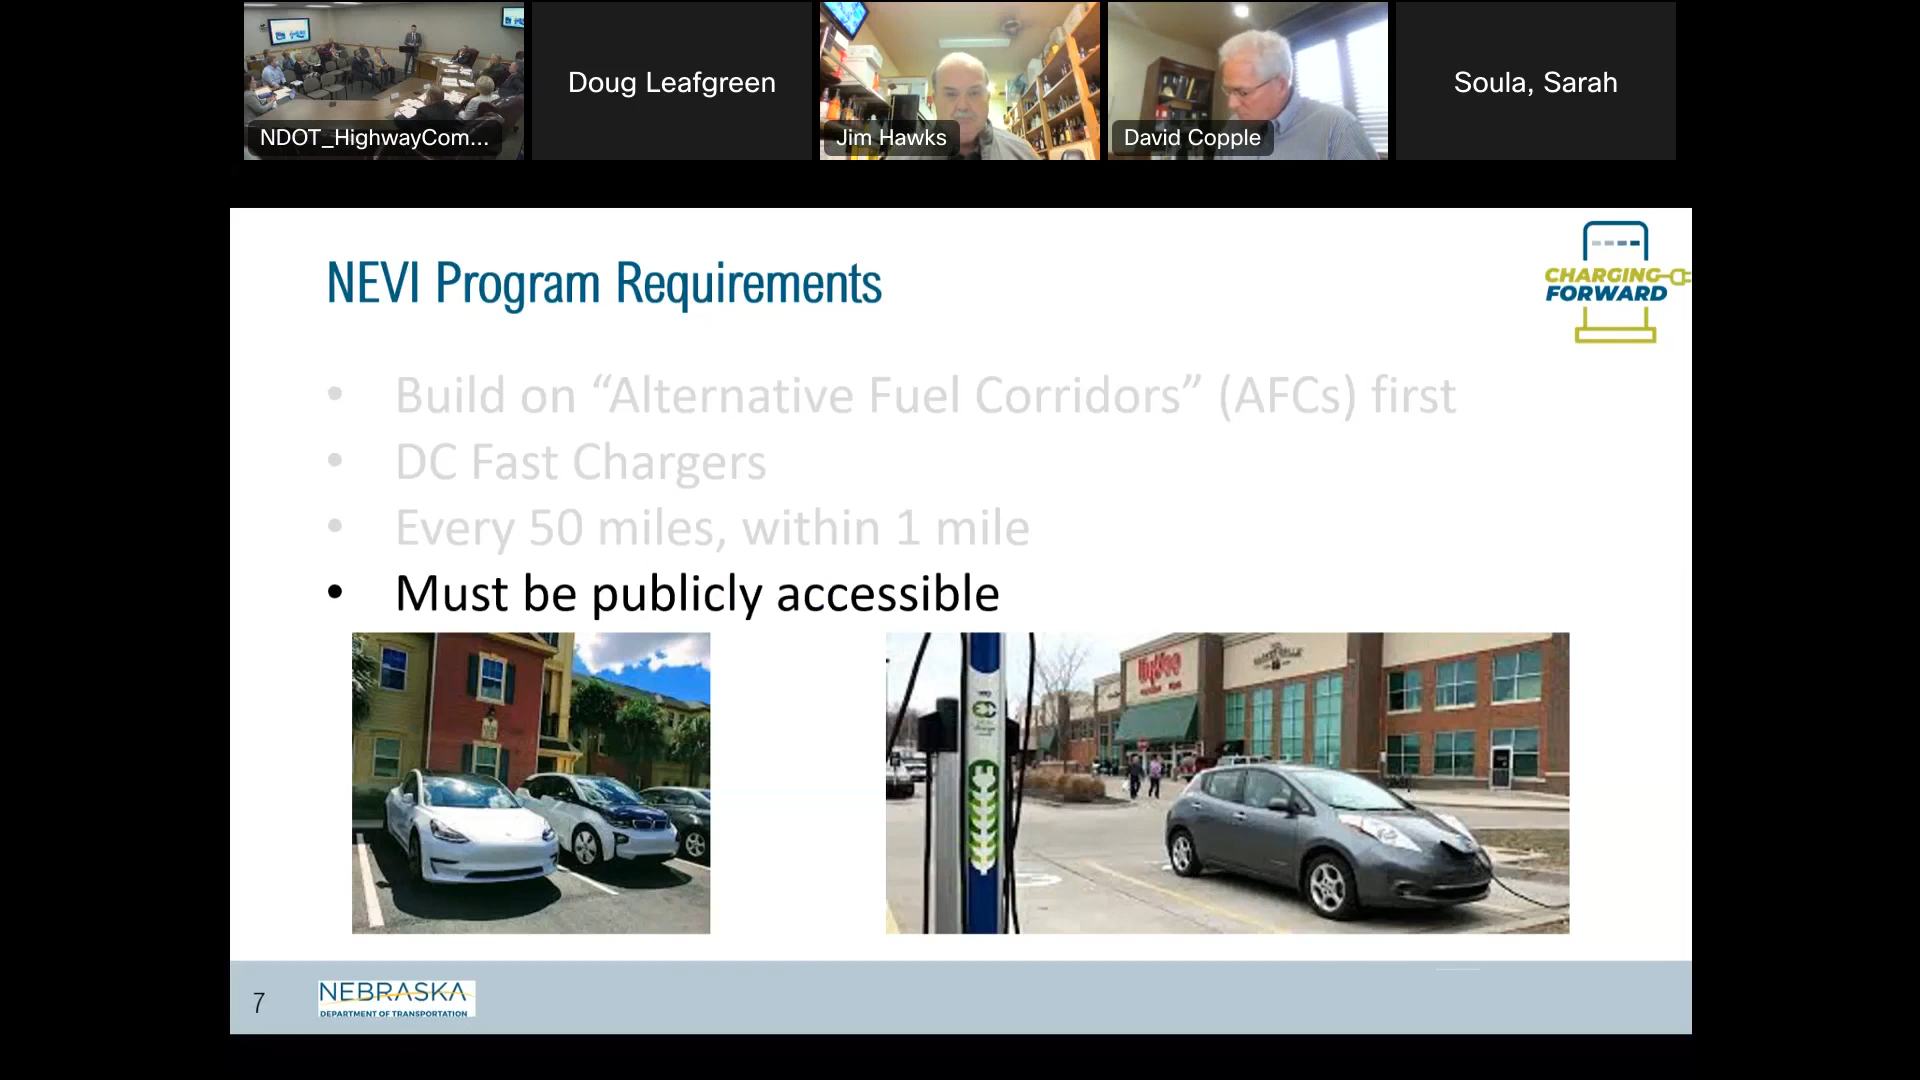 NDOT_HighwayCom...
Doug Leafgreen
Jim Hawks
David Copple
Soula, Sarah
NEVI Program Requirements
CHARGING
FORWARD
• Build on “Alternative Fuel Corridors” (AFCs) first
• DC Fast Chargers
• Every 50 miles, within 1 mile
• Must be publicly accessible
HyVee
7
NEBRASKA
DEPARTMENT OF TRANSPORTATION